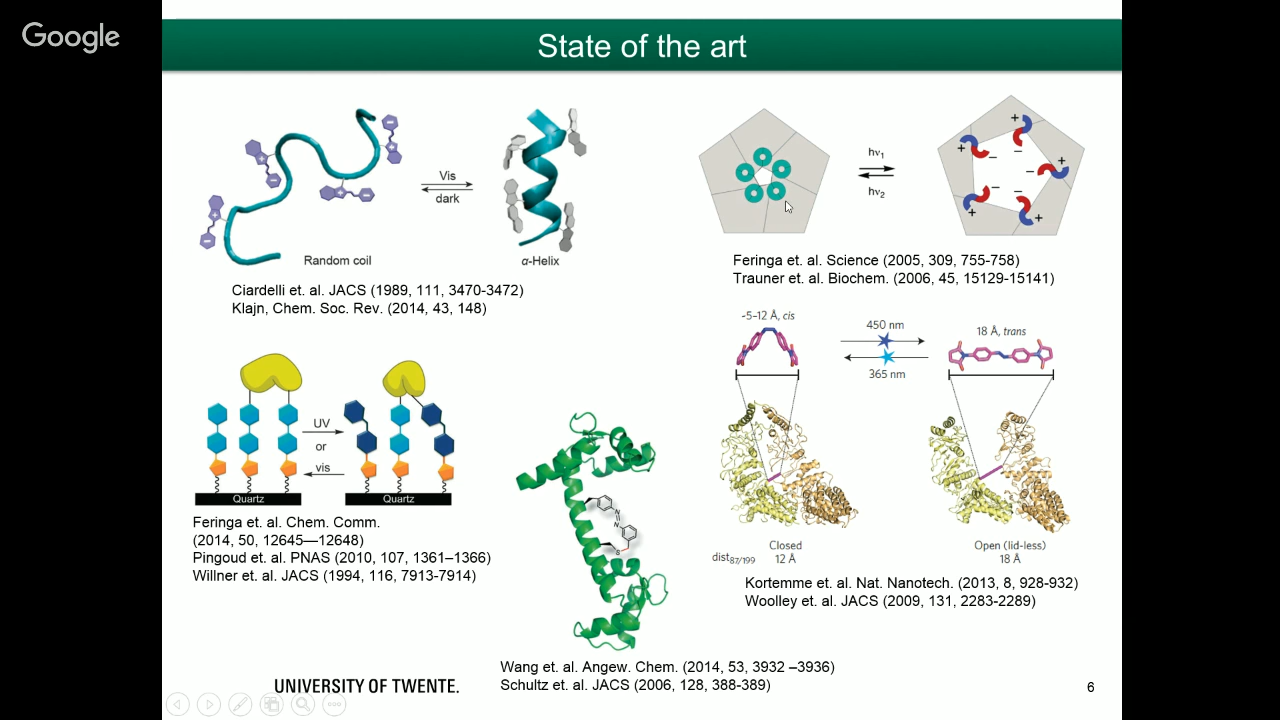 Google
State of the art
Vis
dark
Random coil
α-Helix
Ciardelli et. al. JACS (1989, 111, 3470-3472)
Klajn, Chem. Soc. Rev. (2014, 43, 148)
hν1
hν2
+
+
+
+
+
−
−
−
−
−
Feringa et. al. Science (2005, 309, 755-758)
Trauner et. al. Biochem. (2006, 45, 15129-15141)
UV
or
vis
Quartz
Quartz
Feringa et. al. Chem. Comm.
(2014, 50, 12645—12648)
Pingoud et. al. PNAS (2010, 107, 1361–1366)
Willner et. al. JACS (1994, 116, 7913-7914)
N
N
S
Wang et. al. Angew. Chem. (2014, 53, 3932 –3936)
Schultz et. al. JACS (2006, 128, 388-389)
~5-12 Å, cis
450 nm
365 nm
18 Å, trans
dist87/199
Closed
12 Å
Open (lid-less)
18 Å
Kortemme et. al. Nat. Nanotech. (2013, 8, 928-932)
Woolley et. al. JACS (2009, 131, 2283-2289)
UNIVERSITY OF TWENTE.
6